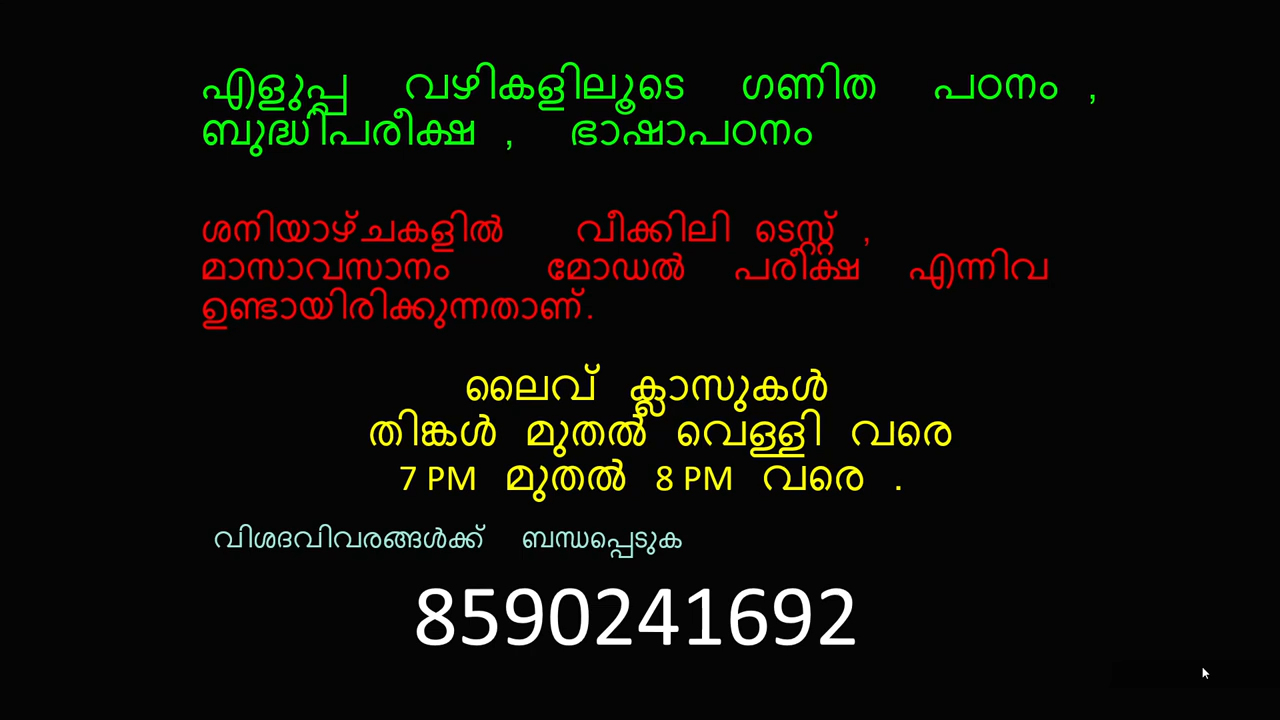 എളുപ്പ വഴികളിലൂടെ ഗണിത പഠനം ,
ബുദ്ധിപരീക്ഷ , ഭാഷാപഠനം
ശനിയാഴ്ചകളിൽ വീക്കിലി ടെസ്റ്റ് ,
മാസാവസാനം മോഡൽ പരീക്ഷ എന്നിവ
ഉണ്ടായിരിക്കുന്നതാണ്.
ലൈവ് ക്ലാസുകൾ
തിങ്കൾ മുതൽ വെള്ളി വരെ
7 PM മുതൽ 8 PM വരെ .
വിശദവിവരങ്ങൾക്ക് ബന്ധപ്പെടുക
8590241692